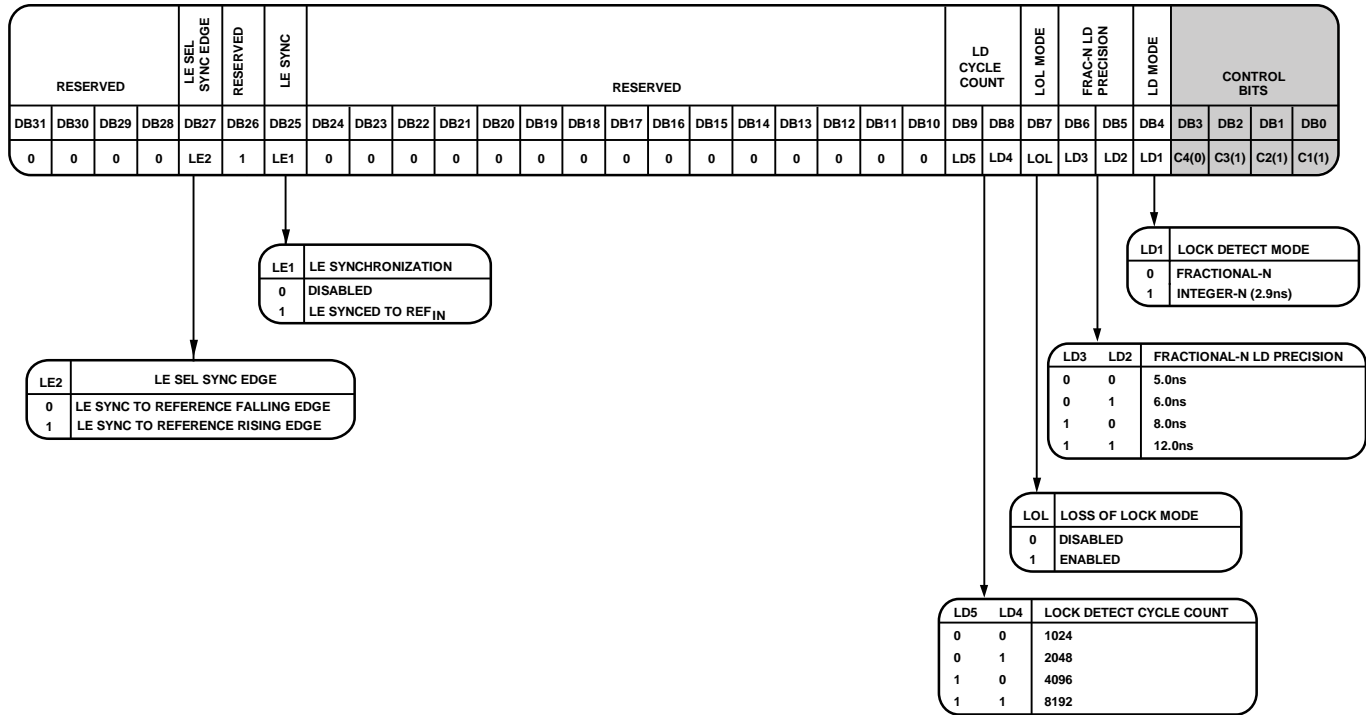 RESERVED LE SEL SYNC EDGE RESERVED LE SYNC RESERVED LD CYCLE COUNT LOL MODE FRAC-N LD PRECISION LD MODE CONTROL BITS
DB31 DB30 DB29 DB28 DB27 DB26 DB25 DB24 DB23 DB22 DB21 DB20 DB19 DB18 DB17 DB16 DB15 DB14 DB13 DB12 DB11 DB10 DB9 DB8 DB7 DB6 DB5 DB4 DB3 DB2 DB1 DB0
0 0 0 0 LE2 1 LE1 0 0 0 0 0 0 0 0 0 0 0 0 0 0 0 LD5 LD4 LOL LD3 LD2 LD1 C4(0) C3(1) C2(1) C1(1)
LD1 LOCK DETECT MODE
0 FRACTIONAL-N
1 INTEGER-N (2.9ns)
LE1 LE SYNCHRONIZATION
0 DISABLED
1 LE SYNCED TO REFIN
LE2 LE SEL SYNC EDGE
0 LE SYNC TO REFERENCE FALLING EDGE
1 LE SYNC TO REFERENCE RISING EDGE
LD3 LD2 FRACTIONAL-N LD PRECISION
0 0 5.0ns
0 1 6.0ns
1 0 8.0ns
1 1 12.0ns
LOL LOSS OF LOCK MODE
0 DISABLED
1 ENABLED
LD5 LD4 LOCK DETECT CYCLE COUNT
0 0 1024
0 1 2048
1 0 4096
1 1 8192